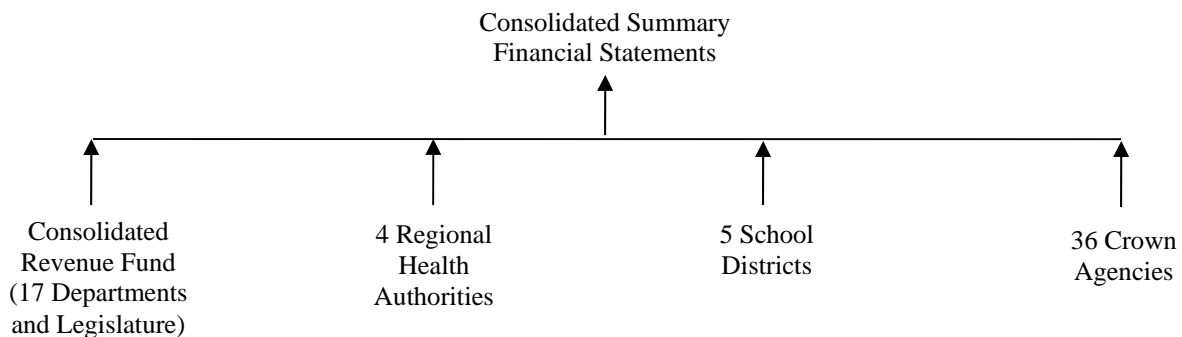 Consolidated Summary
Financial Statements
Consolidated
Revenue Fund
(17 Departments
and Legislature)
4 Regional
Health
Authorities
5 School
Districts
36 Crown
Agencies